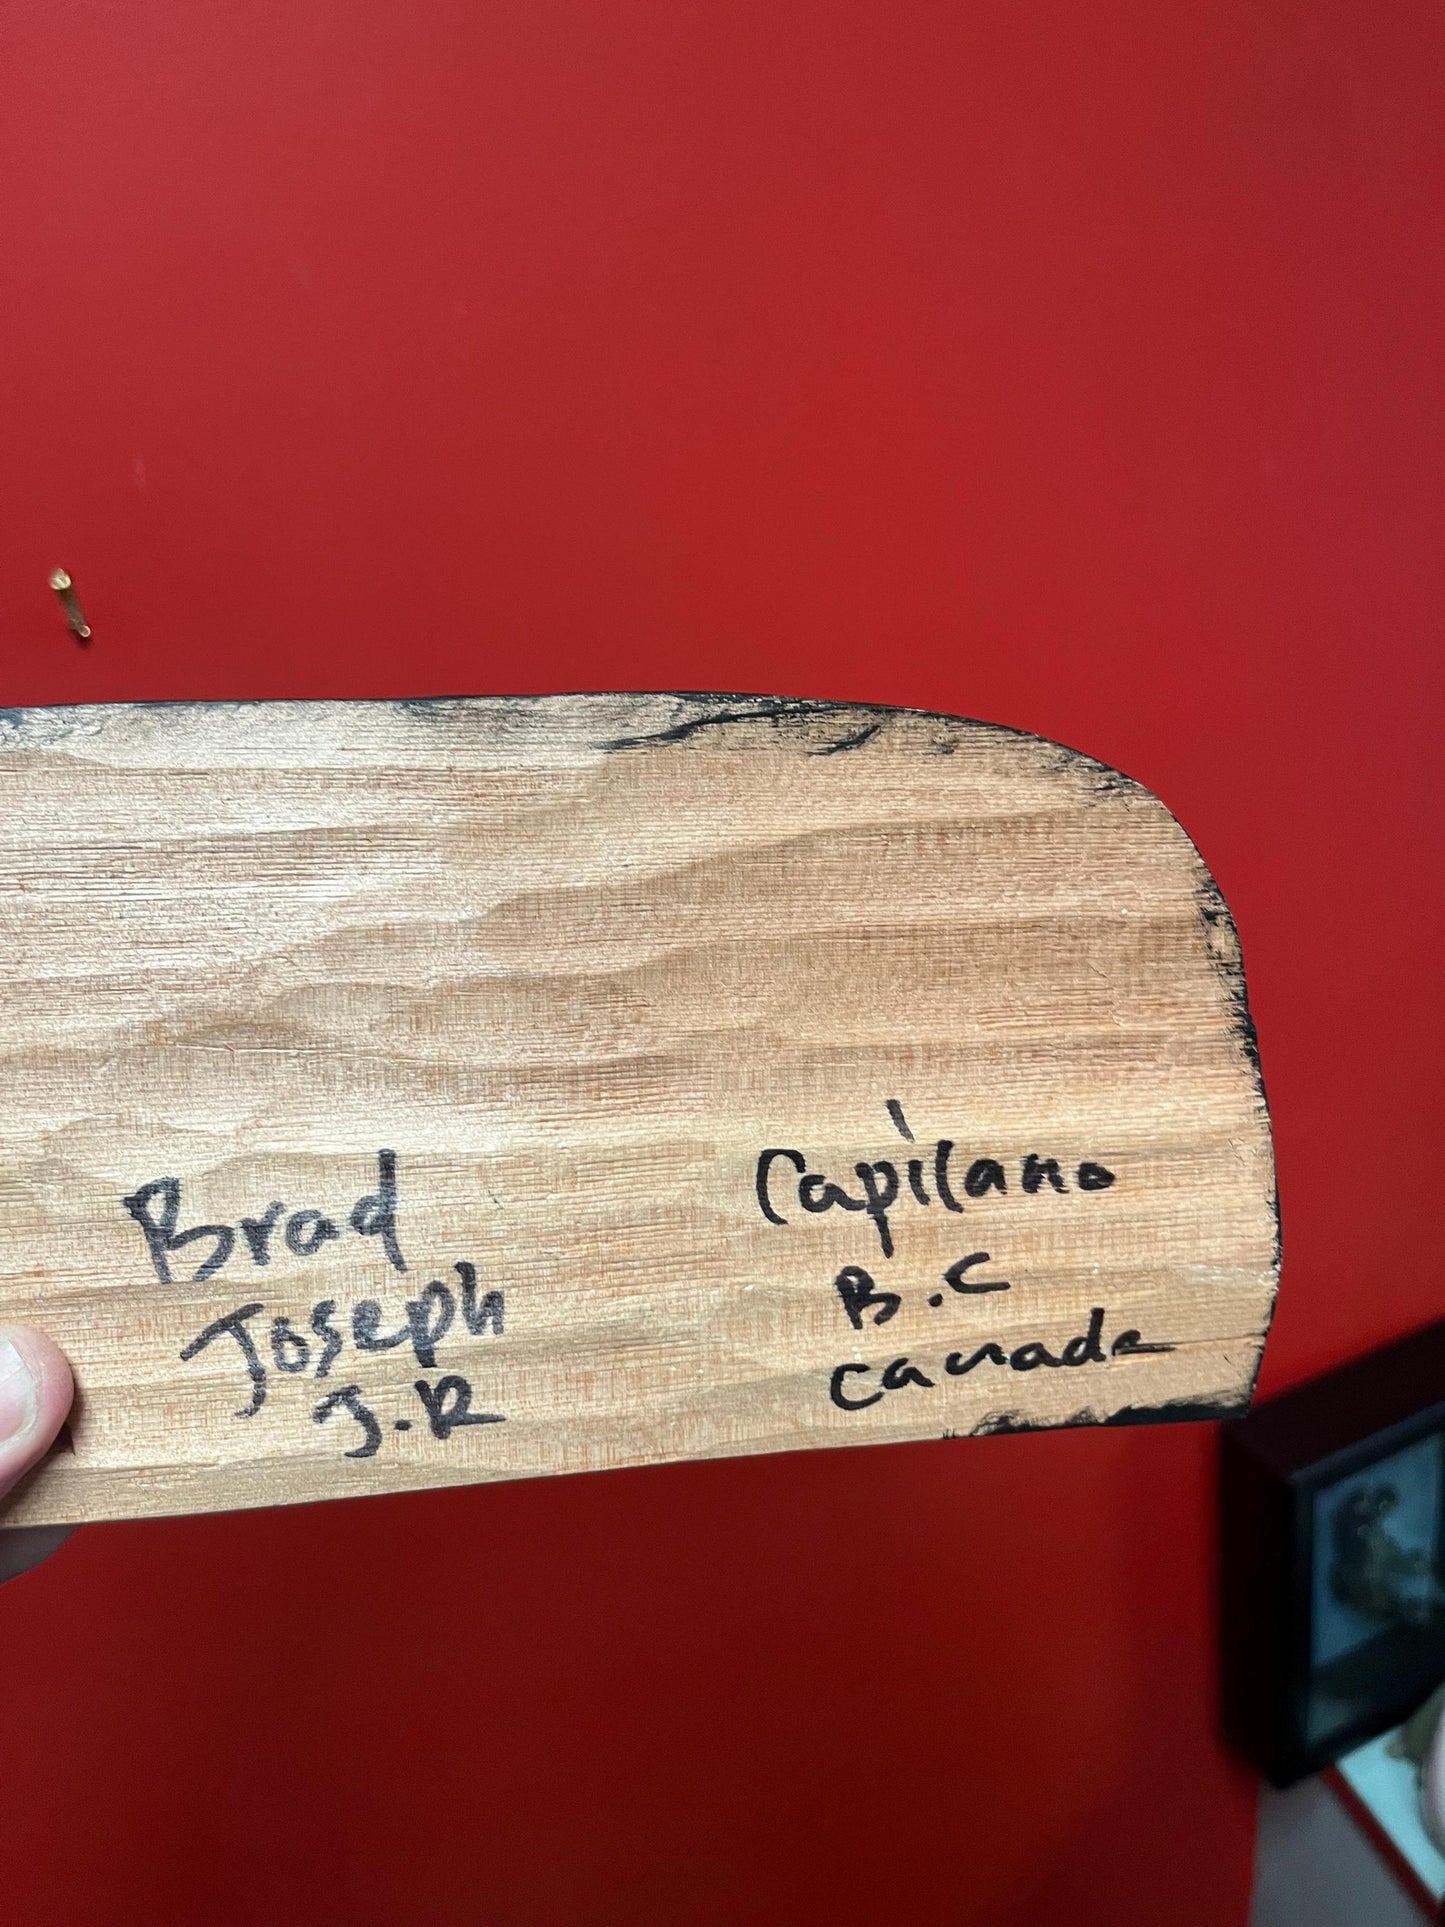 Brad
Joseph
J.R
Capilano
B.C
Canada